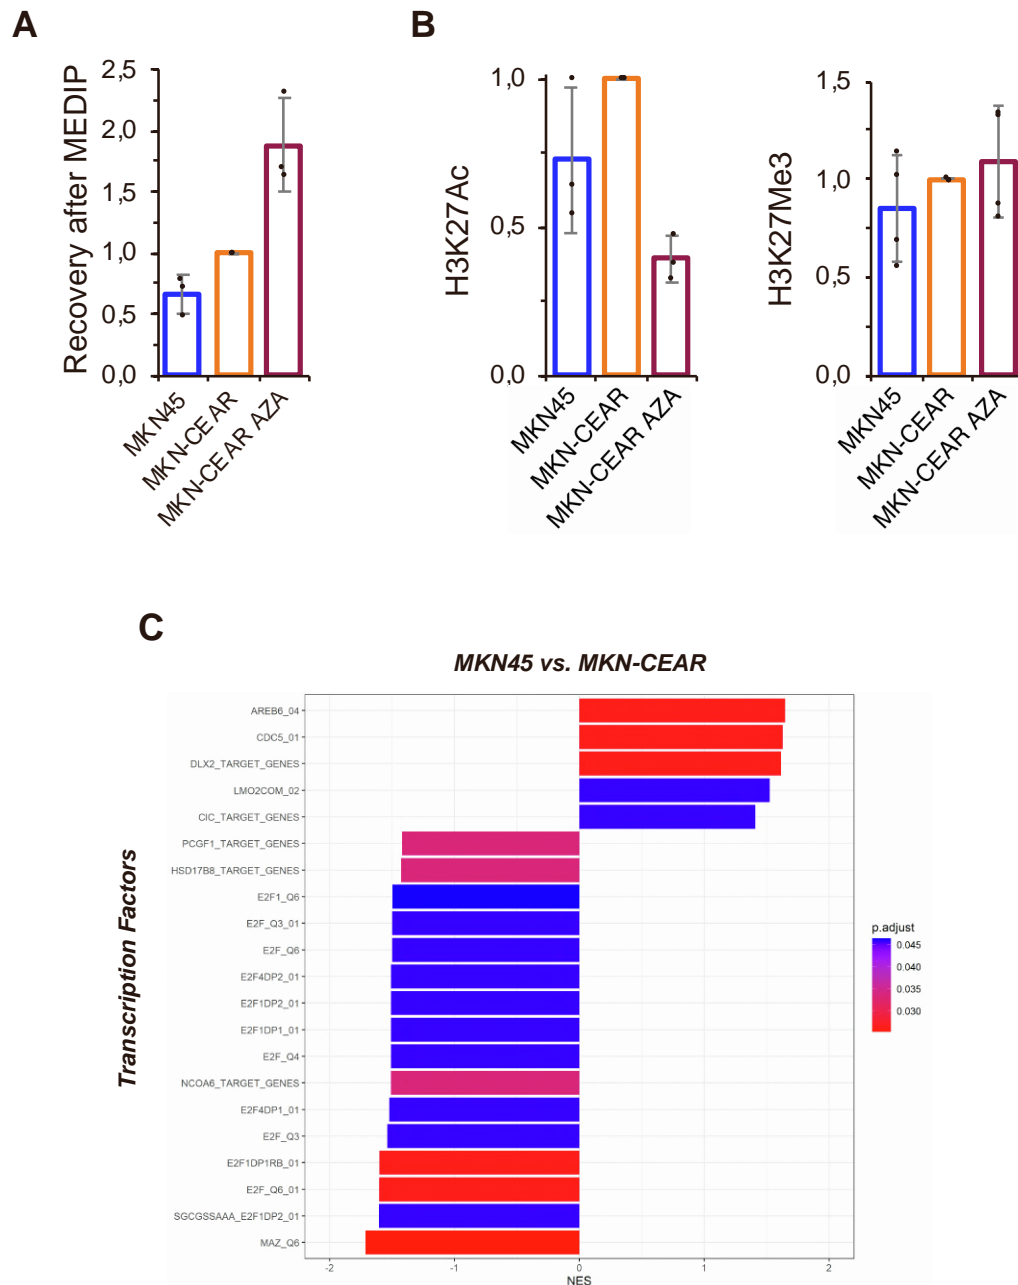 A
B
Recovery after MEDIP
2,5
2,0
1,5
1,0
0,5
0,0
MKN45
MKN-CEAR
MKN-CEAR AZA
H3K27Ac
1,0
0,5
0,0
MKN45
MKN-CEAR
MKN-CEAR AZA
H3K27Me3
1,5
1,0
0,5
0,0
MKN45
MKN-CEAR
MKN-CEAR AZA
C
MKN45 vs. MKN-CEAR
Transcription Factors
AREB6_04
CDC5_01
DLX2_TARGET_GENES
LMO2COM_02
CIC_TARGET_GENES
PCGF1_TARGET_GENES
HSD17B8_TARGET_GENES
E2F1_Q6
E2F_Q3_01
E2F_Q6
E2F4DP2_01
E2F1DP2_01
E2F1DP1_01
E2F_Q4
NCOA6_TARGET_GENES
E2F4DP1_01
E2F_Q3
E2F1DP1RB_01
E2F_Q6_01
SGCGSSAAA_E2F1DP2_01
MAZ_Q6
-2 -1 0 1 2
NES
p.adjust
0.045
0.040
0.035
0.030